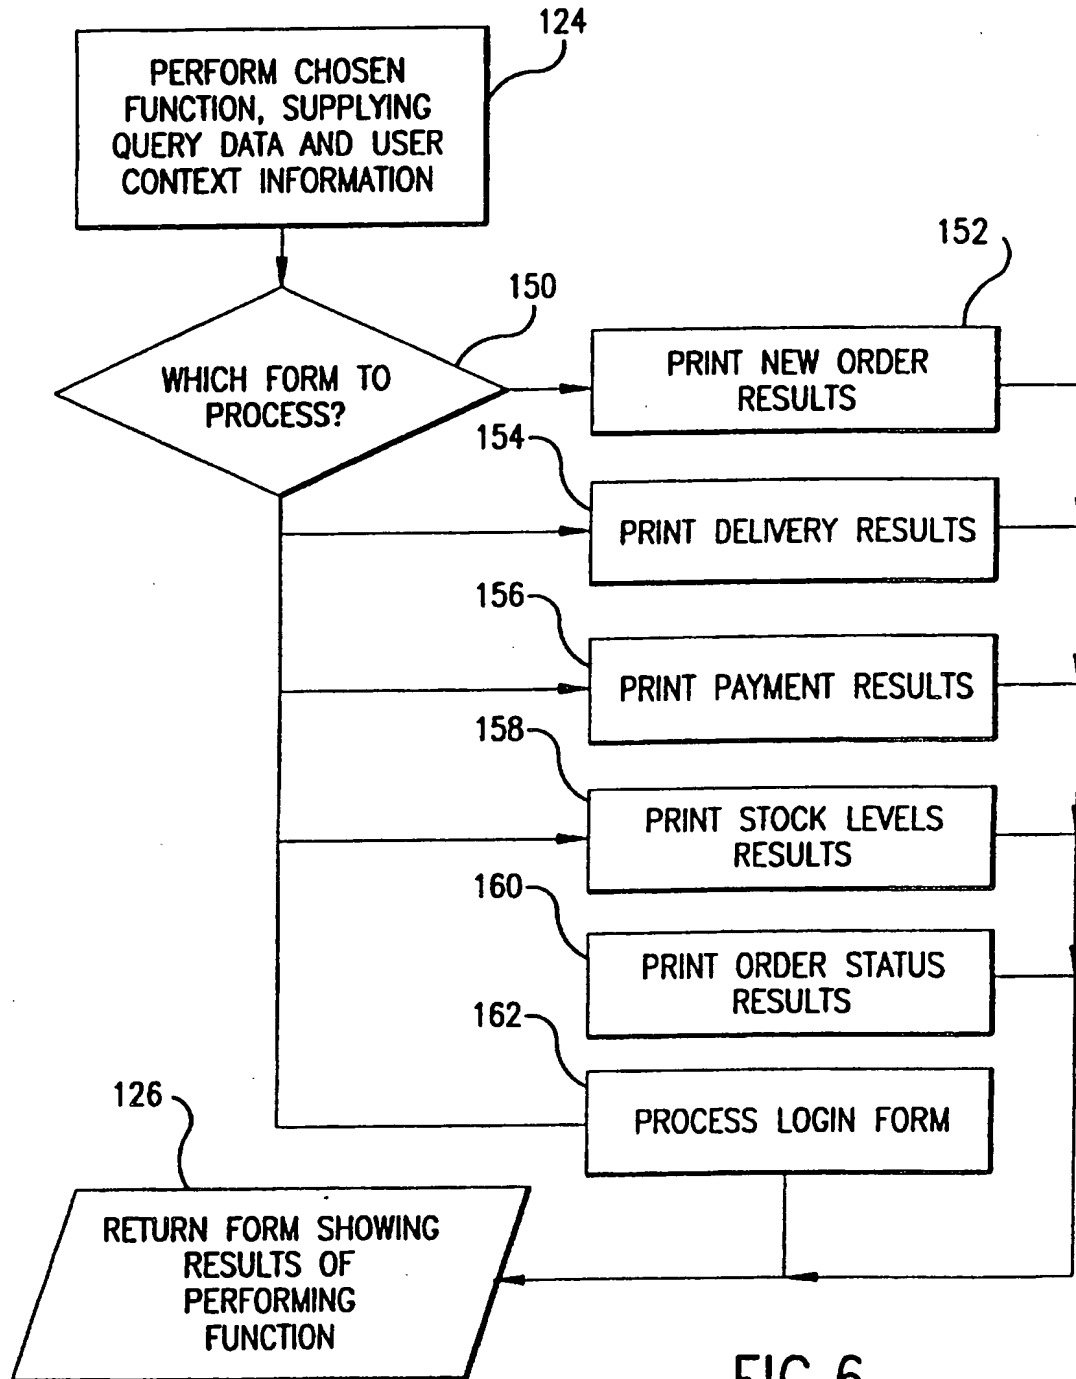 124
PERFORM CHOSEN
FUNCTION, SUPPLYING
QUERY DATA AND USER
CONTEXT INFORMATION
150
WHICH FORM TO
PROCESS?
152
PRINT NEW ORDER
RESULTS
154
PRINT DELIVERY RESULTS
156
PRINT PAYMENT RESULTS
158
PRINT STOCK LEVELS
RESULTS
160
PRINT ORDER STATUS
RESULTS
162
PROCESS LOGIN FORM
126
RETURN FORM SHOWING
RESULTS OF
PERFORMING
FUNCTION
FIG. 6